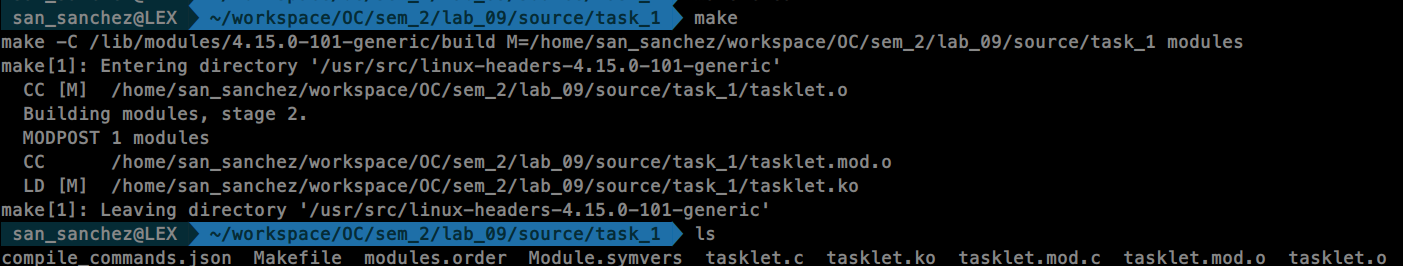 san_sanchez@LEX ~/workspace/OC/sem_2/lab_09/source/task_1 make
make -C /lib/modules/4.15.0-101-generic/build M=/home/san_sanchez/workspace/OC/sem_2/lab_09/source/task_1 modules
make[1]: Entering directory '/usr/src/linux-headers-4.15.0-101-generic'
  CC [M]  /home/san_sanchez/workspace/OC/sem_2/lab_09/source/task_1/tasklet.o
  Building modules, stage 2.
  MODPOST 1 modules
  CC      /home/san_sanchez/workspace/OC/sem_2/lab_09/source/task_1/tasklet.mod.o
  LD [M]  /home/san_sanchez/workspace/OC/sem_2/lab_09/source/task_1/tasklet.ko
make[1]: Leaving directory '/usr/src/linux-headers-4.15.0-101-generic'
san_sanchez@LEX ~/workspace/OC/sem_2/lab_09/source/task_1 ls
compile_commands.json  Makefile  modules.order  Module.symvers  tasklet.c  tasklet.ko  tasklet.mod.c  tasklet.mod.o  tasklet.o